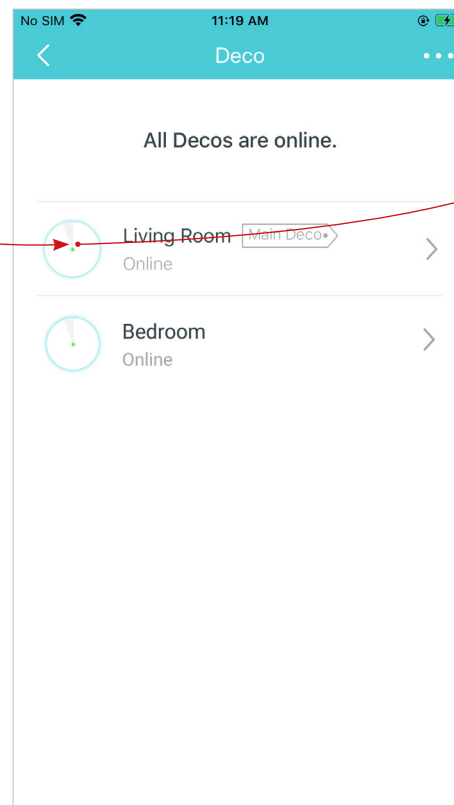 No SIM 11:19 AM
Deco
All Decos are online.
Living Room Main Deco
Online
Bedroom
Online